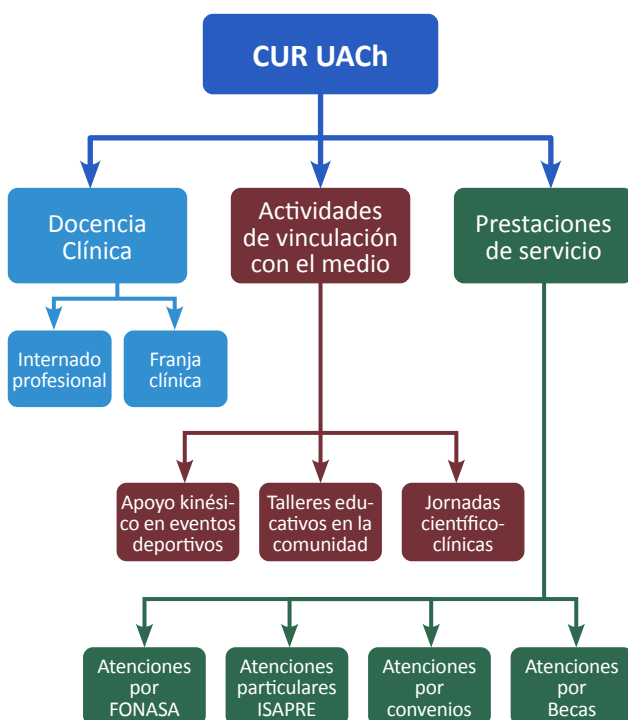 CUR UACh
Docencia
Clínica
Actividades
de vinculación
con el medio
Prestaciones
de servicio
Internado
profesional
Franja
clínica
Apoyo kinési-
co en eventos
deportivos
Talleres edu-
cativos en la
comunidad
Jornadas
científico-
clínicas
Atenciones
por
FONASA
Atenciones
particulares
ISAPRE
Atenciones
por
convenios
Atenciones
por
Becas